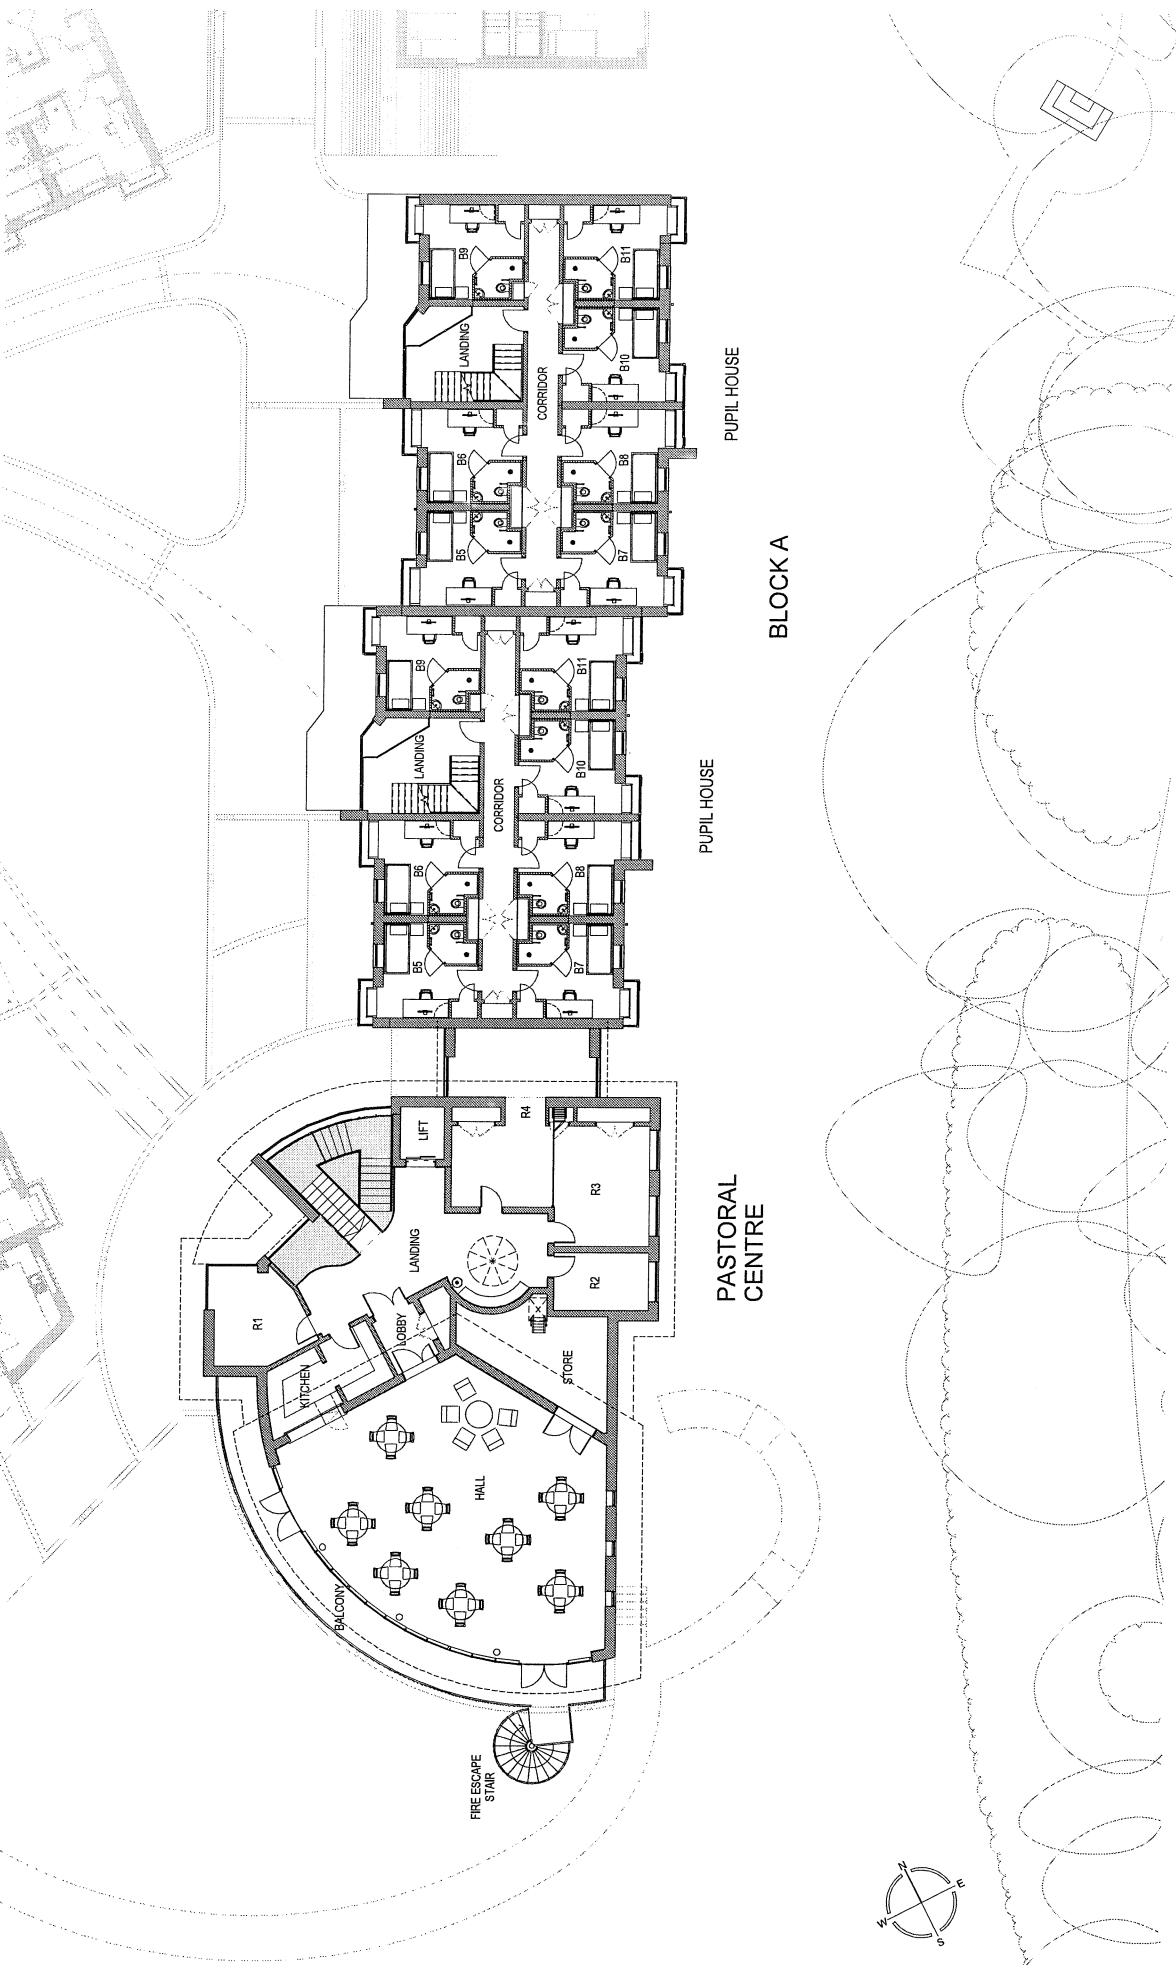 B9
B11
LANDING
B10
CORRIDOR
PUPIL HOUSE
B6
B8
B5
B7
BLOCK A
B9
B11
LANDING
B10
CORRIDOR
PUPIL HOUSE
B6
B8
B5
B7
LIFT
R4
R3
LANDING
R2
PASTORAL
CENTRE
R1
LOBBY
KITCHEN
STORE
HALL
BALCONY
FIRE ESCAPE
STAIR
N
E
W
S